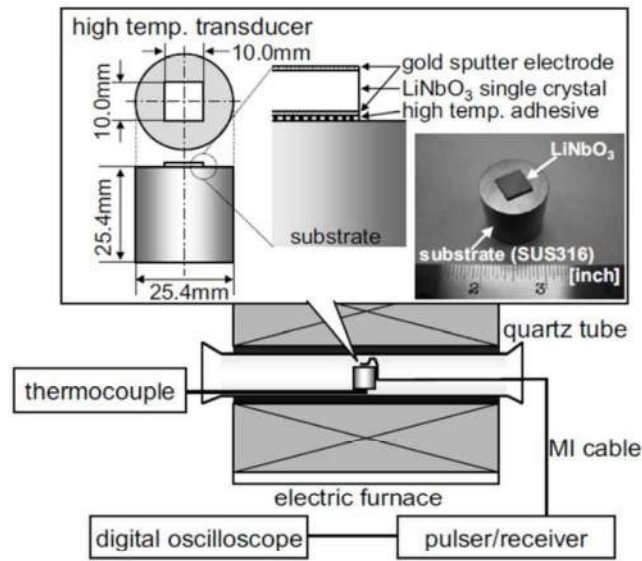 high temp. transducer
10.0mm
10.0mm
25.4mm
25.4mm
gold sputter electrode
LiNbO₃ single crystal
high temp. adhesive
substrate
LiNbO₃
substrate (SUS316)
[inch]
2 3
quartz tube
thermocouple
MI cable
electric furnace
digital oscilloscope
pulser/receiver